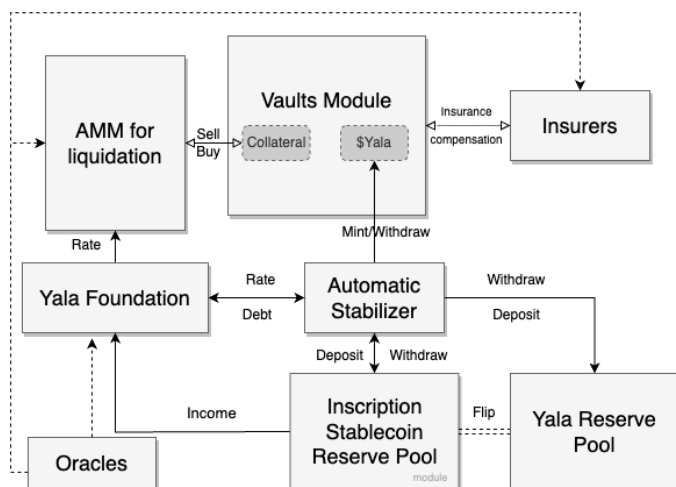 Vaults Module
AMM for
liquidation
Sell
Buy
Collateral
$Yala
Insurance
compensation
Insurers
Rate
Mint/Withdraw
Yala Foundation
Rate
Debt
Automatic
Stabilizer
Withdraw
Deposit
Deposit
Withdraw
Income
Inscription
Stablecoin
Reserve Pool
module
Flip
Yala Reserve
Pool
Oracles